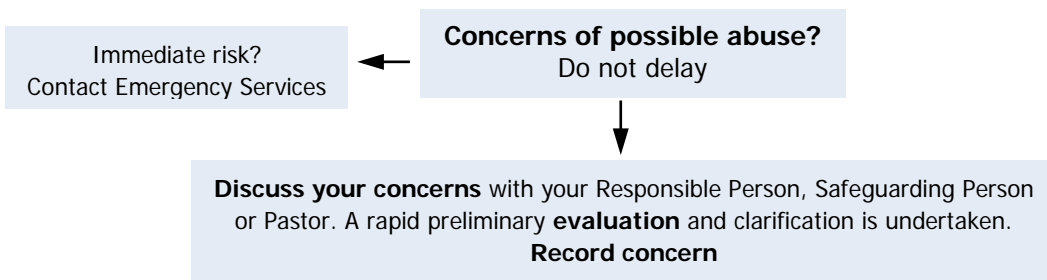 Immediate risk?
Contact Emergency Services
Concerns of possible abuse?
Do not delay
Discuss your concerns with your Responsible Person, Safeguarding Person
or Pastor. A rapid preliminary evaluation and clarification is undertaken.
Record concern